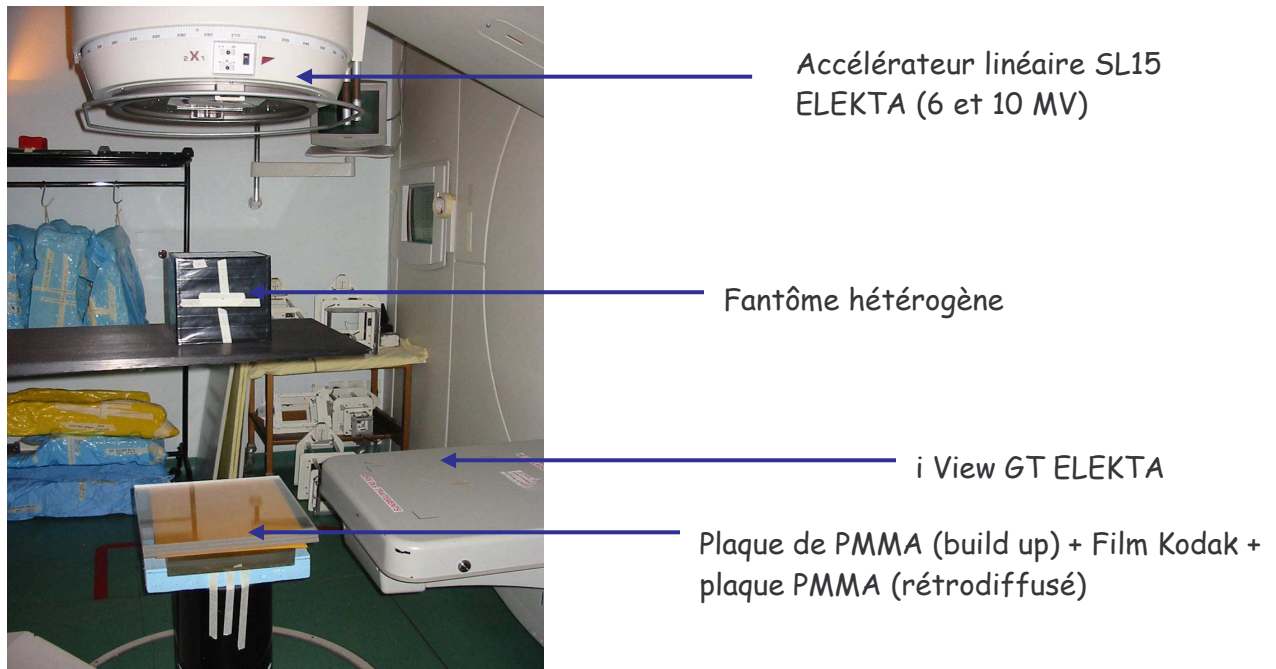 Accélérateur linéaire SL15
ELEKTA (6 et 10 MV)
2X1
Fantôme hétérogène
i View GT ELEKTA
Plaque de PMMA (build up) + Film Kodak +
plaque PMMA (rétrodiffusé)